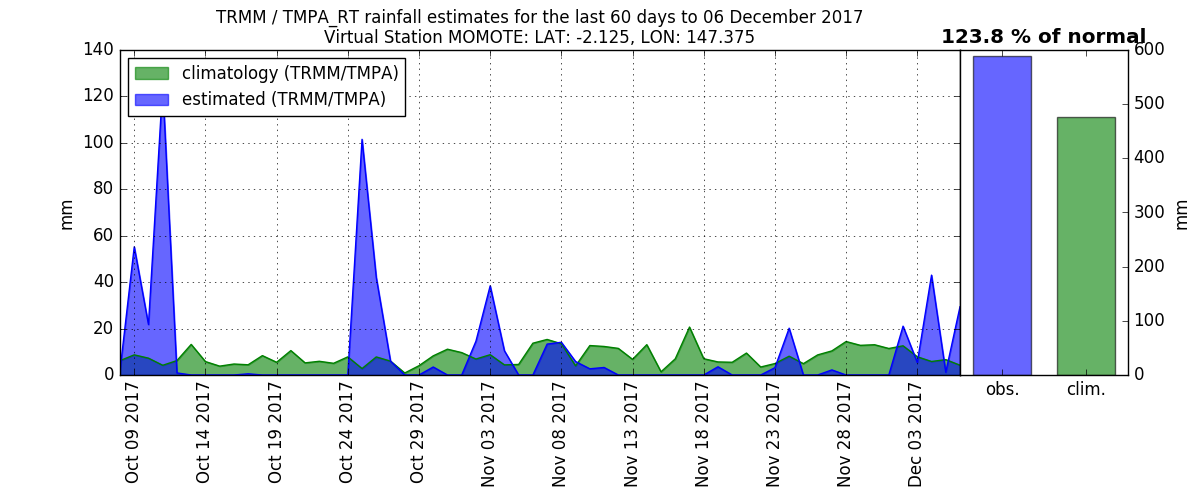 TRMM / TMPA_RT rainfall estimates for the last 60 days to 06 December 2017
Virtual Station MOMOTE: LAT: -2.125, LON: 147.375
123.8 % of normal
climatology (TRMM/TMPA)
estimated (TRMM/TMPA)
140
120
100
80
60
40
20
0
mm
Oct 09 2017
Oct 14 2017
Oct 19 2017
Oct 24 2017
Oct 29 2017
Nov 03 2017
Nov 08 2017
Nov 13 2017
Nov 18 2017
Nov 23 2017
Nov 28 2017
Dec 03 2017
600
500
400
300
200
100
0
mm
obs.
clim.